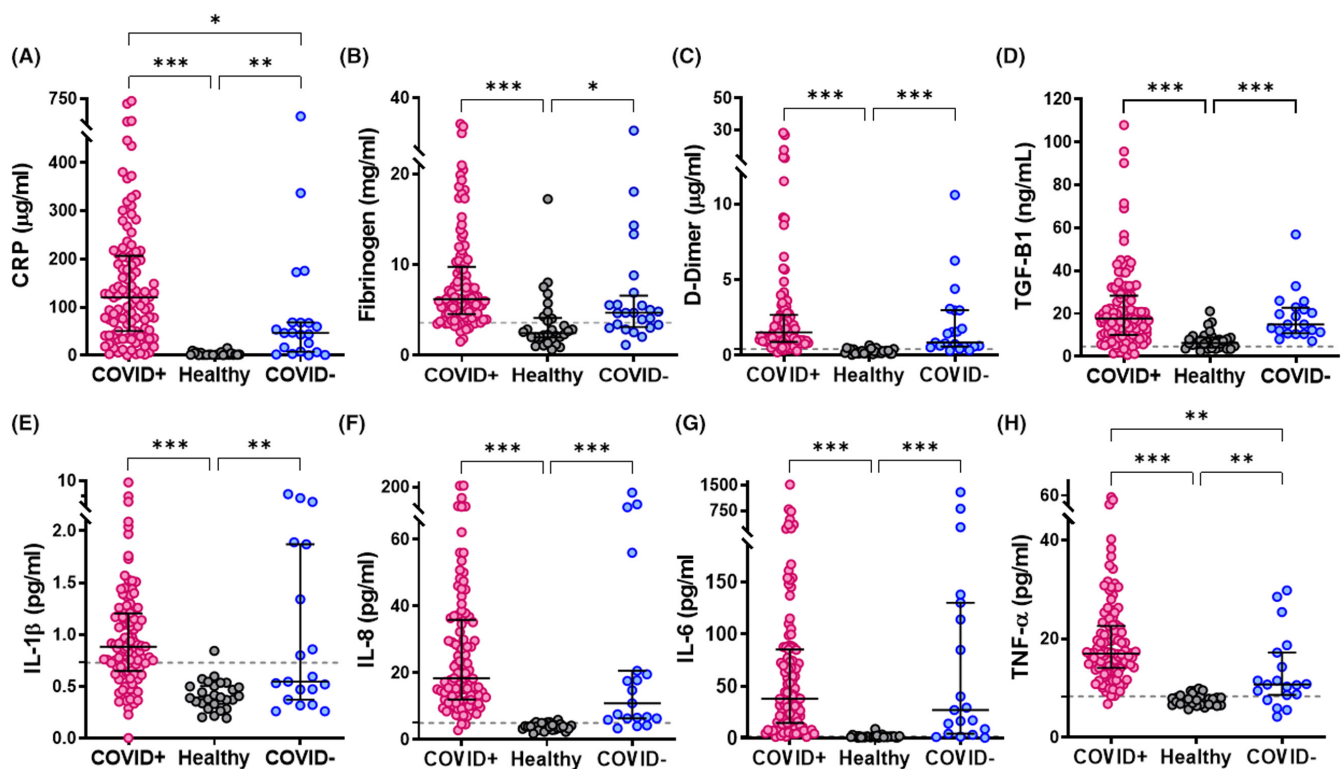 (A)
*
*** **
CRP (µg/ml)
750
400
300
200
100
0
COVID+ Healthy COVID-
(B)
*** *
Fibrinogen (mg/ml)
40
20
10
0
COVID+ Healthy COVID-
(C)
*** ***
D-Dimer (µg/ml)
50
30
10
5
0
COVID+ Healthy COVID-
(D)
*** ***
TGF-B1 (ng/mL)
120
100
80
60
40
20
0
COVID+ Healthy COVID-
(E)
*** **
IL-1β (pg/ml)
10
2.0
1.5
1.0
0.5
0.0
COVID+ Healthy COVID-
(F)
*** ***
IL-8 (pg/ml)
200
60
40
20
0
COVID+ Healthy COVID-
(G)
*** ***
IL-6 (pg/ml
1500
750
150
100
50
0
COVID+ Healthy COVID-
(H)
**
*** **
TNF-α (pg/ml)
60
40
20
0
COVID+ Healthy COVID-